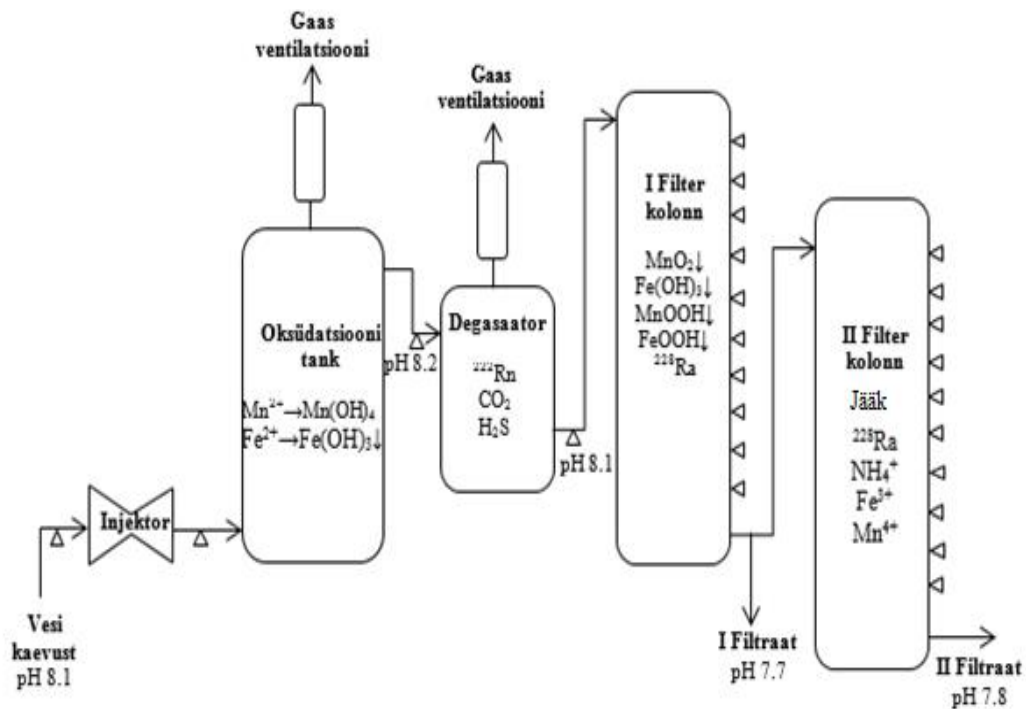 Gaas
ventilatsiooni
Gaas
ventilatsiooni
Oksüdatsiooni
tank
Mn²⁺→Mn(OH)₄
Fe²⁺→Fe(OH)₃↓
pH 8.2
Degasaator
²²²Rn
CO₂
H₂S
pH 8.1
I Filter
kolonn
MnO₂↓
Fe(OH)₃↓
MnOOH↓
FeOOH↓
²²⁸Ra
II Filter
kolonn
Jääk
²²⁸Ra
NH₄⁺
Fe³⁺
Mn⁴⁺
Injektor
Vesi
kaevust
pH 8.1
I Filtraat
pH 7.7
II Filtraat
pH 7.8